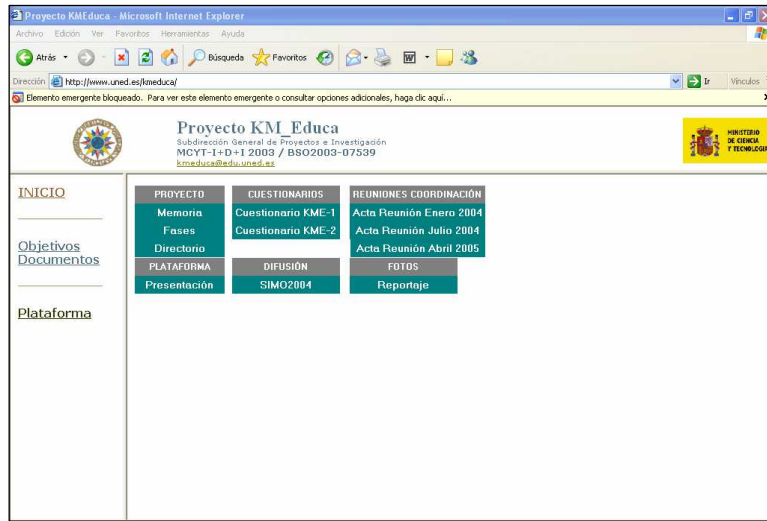 Proyecto KMEduca - Microsoft Internet Explorer
Archivo Edición Ver Favoritos Herramientas Ayuda
Atrás Búsqueda Favoritos
Dirección http://www.uned.es/kmeduca/ Ir Vínculos
Elemento emergente bloqueado. Para ver este elemento emergente o consultar opciones adicionales, haga clic aquí...
Proyecto KM_Educa
Subdirección General de Proyectos e Investigación
MCYT-I+D+I 2003 / BSO2003-07539
kmeduca@edu.uned.es
MINISTERIO
DE CIENCIA
Y TECNOLOGIA
INICIO
Objetivos
Documentos
Plataforma
PROYECTO CUESTIONARIOS REUNIONES COORDINACIÓN
Memoria Cuestionario KME-1 Acta Reunión Enero 2004
Fases Cuestionario KME-2 Acta Reunión Julio 2004
Directorio Acta Reunión Abril 2005
PLATAFORMA DIFUSIÓN FOTOS
Presentación SIMO2004 Reportaje